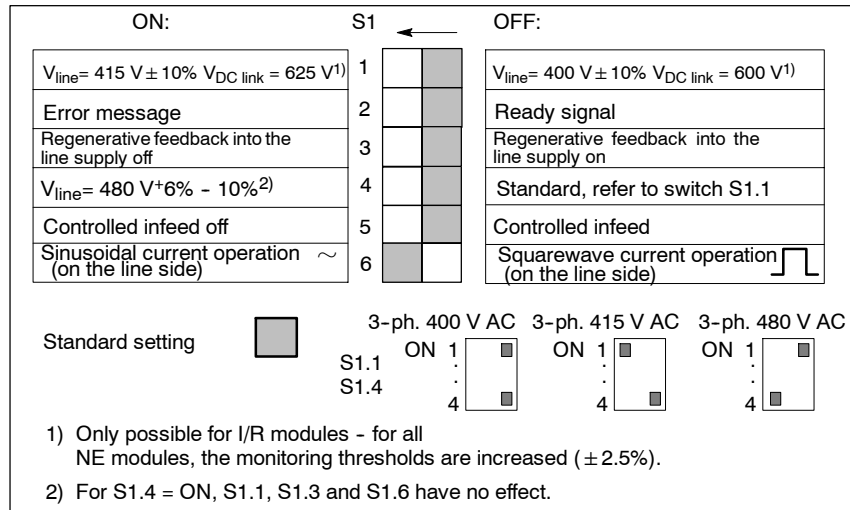 ON: S1 OFF:
Vline= 415 V ± 10% VDC link = 625 V1) 1 Vline= 400 V ± 10% VDC link = 600 V1)
Error message 2 Ready signal
Regenerative feedback into the
line supply off
3
Regenerative feedback into the
line supply on
Vline= 480 V+6% - 10%2) 4 Standard, refer to switch S1.1
Controlled infeed off 5 Controlled infeed
Sinusoidal current operation ~
(on the line side)
6
Squarewave current operation
(on the line side)
Standard setting
3-ph. 400 V AC 3-ph. 415 V AC 3-ph. 480 V AC
S1.1
.
S1.4
ON 1
.
.
4
ON 1
.
.
4
ON 1
.
.
4
1) Only possible for I/R modules - for all
NE modules, the monitoring thresholds are increased (±2.5%).
2) For S1.4 = ON, S1.1, S1.3 and S1.6 have no effect.